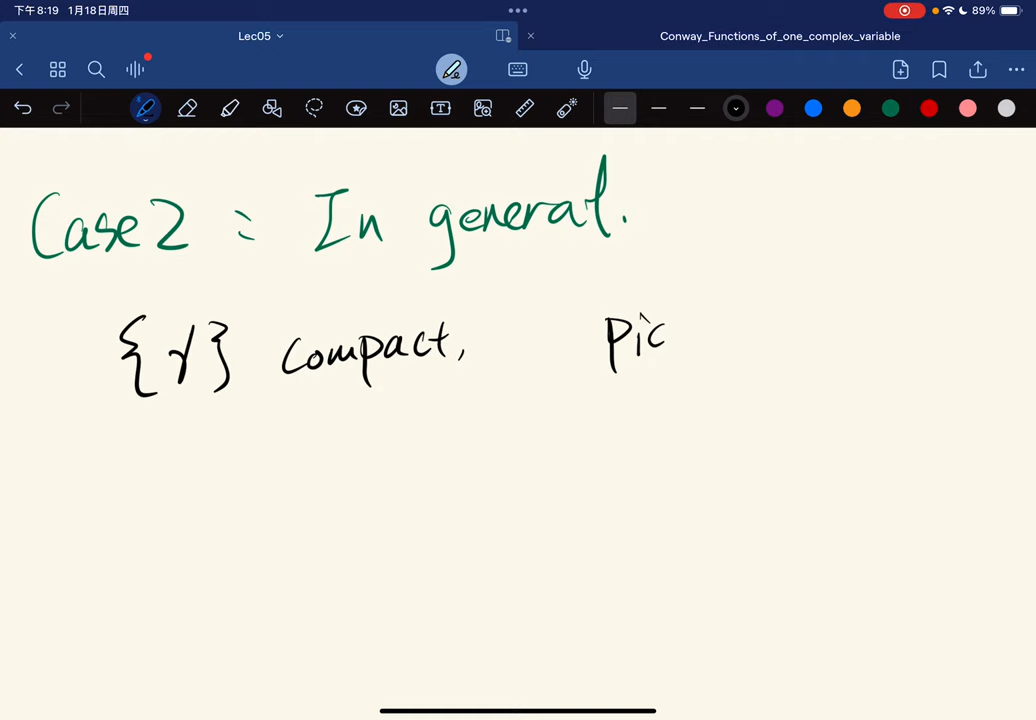 下午8:19 1月18日周四
89%
Lec05
Conway_Functions_of_one_complex_variable
Case 2 : In general.
{γ} compact, pic